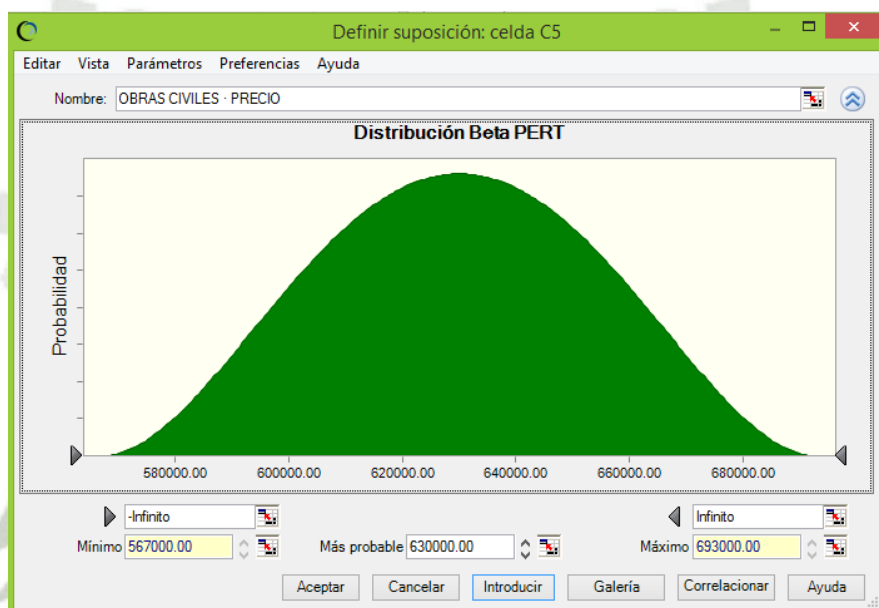 Definir suposición: celda C5
Editar Vista Parámetros Preferencias Ayuda
Nombre: OBRAS CIVILES · PRECIO
Distribución Beta PERT
Probabilidad
580000.00 600000.00 620000.00 640000.00 660000.00 680000.00
-Infinito Infinito
Mínimo 567000.00 Más probable 630000.00 Máximo 693000.00
Aceptar Cancelar Introducir Galería Correlacionar Ayuda